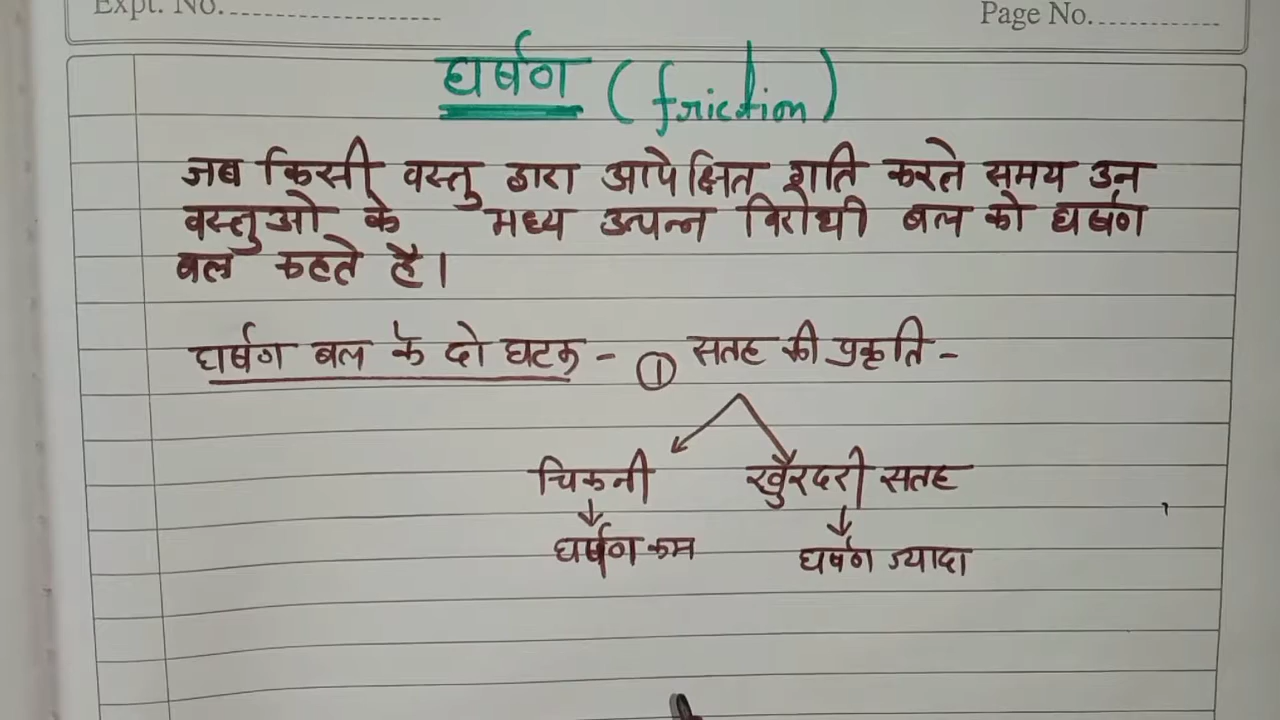 Expt. No.
Page No.
घर्षण (friction)
जब किसी वस्तु द्वारा आपेक्षित गति करते समय उन
वस्तुओ के मध्य उत्पन्न विरोधी बल को घर्षण
बल कहते है।
घर्षण बल के दो घटक - ① सतह की प्रकृति -
चिकनी खुैरदरी सतह
घर्षण कम घर्षण ज्यादा